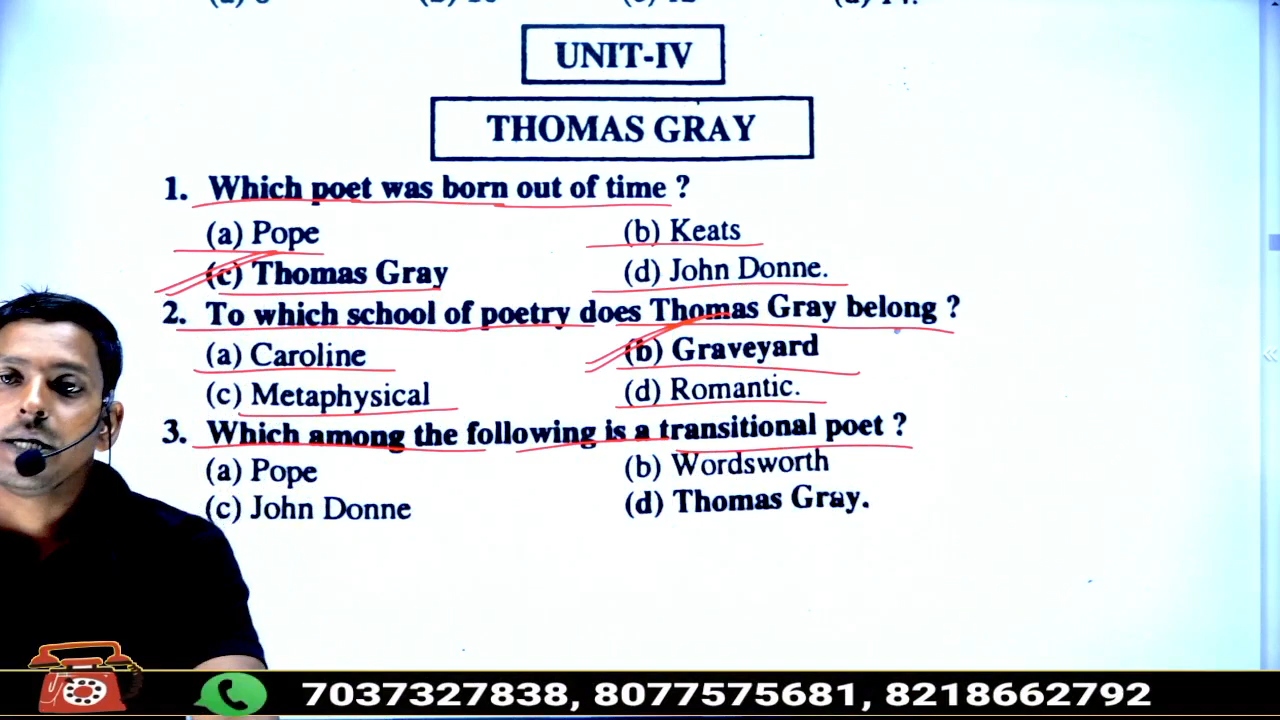 UNIT-IV
THOMAS GRAY
1. Which poet was born out of time ?
(a) Pope (b) Keats
(c) Thomas Gray (d) John Donne.
2. To which school of poetry does Thomas Gray belong ?
(a) Caroline (b) Graveyard
(c) Metaphysical (d) Romantic.
3. Which among the following is a transitional poet ?
(a) Pope (b) Wordsworth
(c) John Donne (d) Thomas Gray.
7037327838, 8077575681, 8218662792